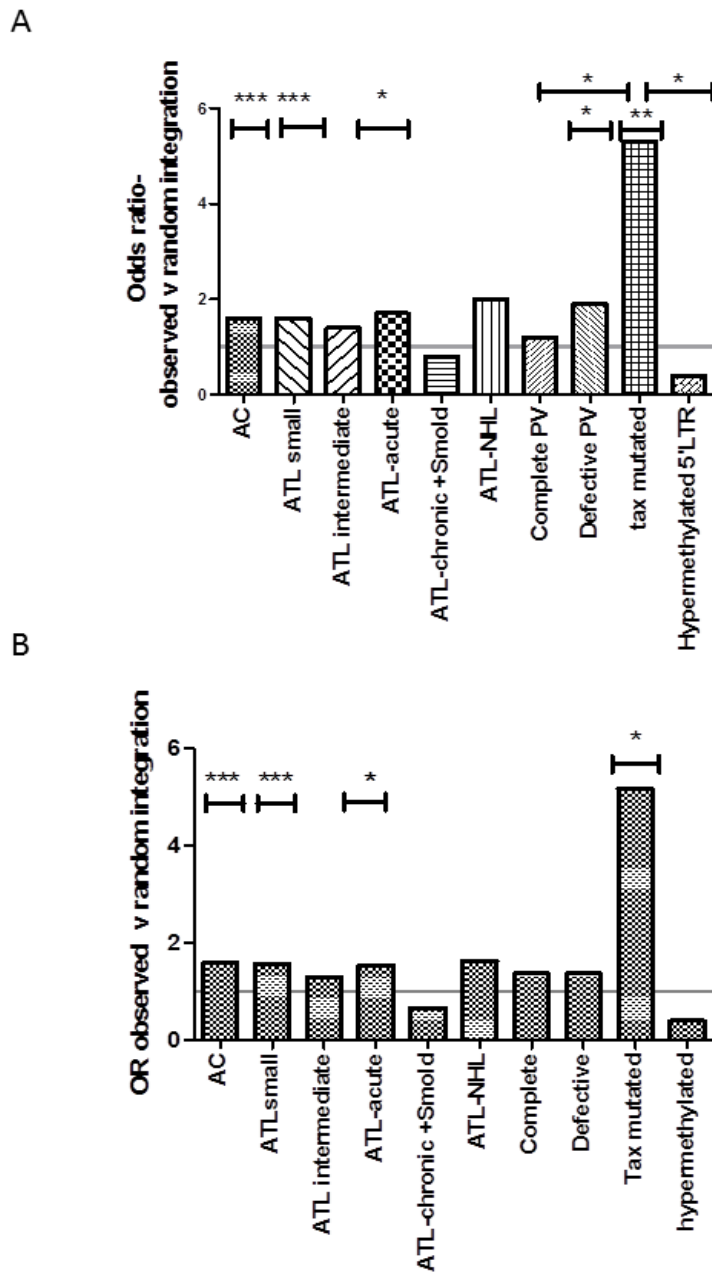 A
*** *** * * *
* **
Odds ratio-
observed v random integration
6
4
2
0
AC
ATL small
ATL intermediate
ATL-acute
ATL-chronic +Smold
ATL-NHL
Complete PV
Defective PV
tax mutated
Hypermethylated 5'LTR
B
*** *** * *
OR observed v random integration
6
4
2
0
AC
ATLsmall
ATL intermediate
ATL-acute
ATL-chronic +Smold
ATL-NHL
Complete
Defective
Tax mutated
hypermethylated